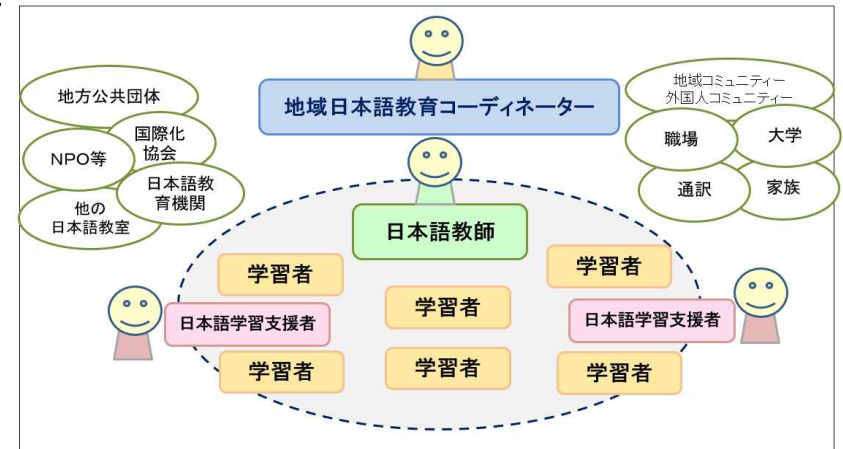 地方公共団体
国際化
協会
NPO等
日本語教
育機関
他の
日本語教室
地域日本語教育コーディネーター
地域コミュニティー
外国人コミュニティー
職場
大学
通訳
家族
日本語教師
学習者
学習者
学習者
日本語学習支援者
日本語学習支援者
学習者
学習者
学習者